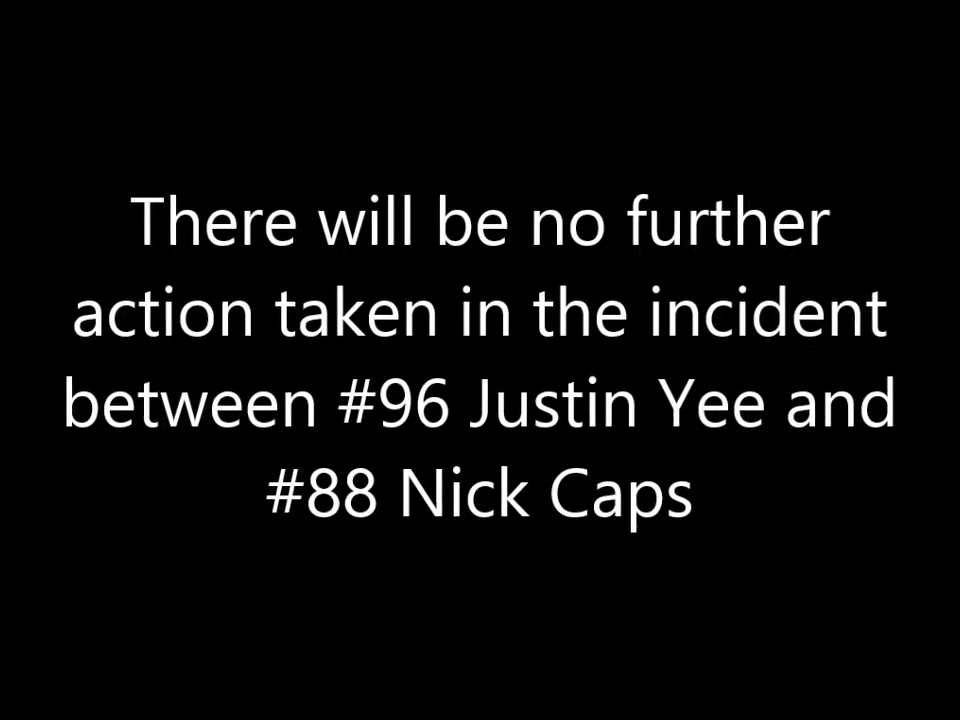 There will be no further
action taken in the incident
between #96 Justin Yee and
#88 Nick Caps